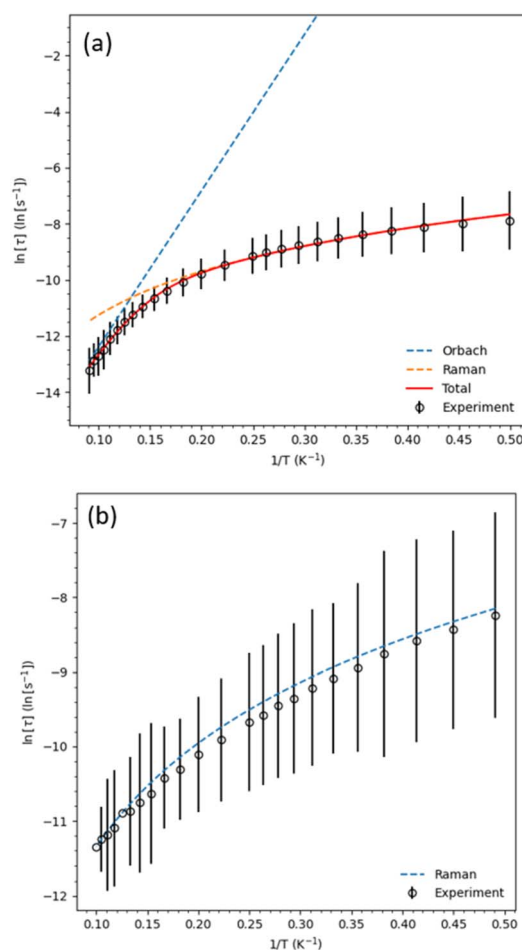 (a)
−2
−4
−6
−8
−10
−12
−14
ln [τ] (ln [s⁻¹])
Orbach
Raman
Total
Experiment
0.10 0.15 0.20 0.25 0.30 0.35 0.40 0.45 0.50
1/T (K⁻¹)
(b)
−7
−8
−9
−10
−11
−12
ln [τ] (ln [s⁻¹])
Raman
Experiment
0.10 0.15 0.20 0.25 0.30 0.35 0.40 0.45 0.50
1/T (K⁻¹)